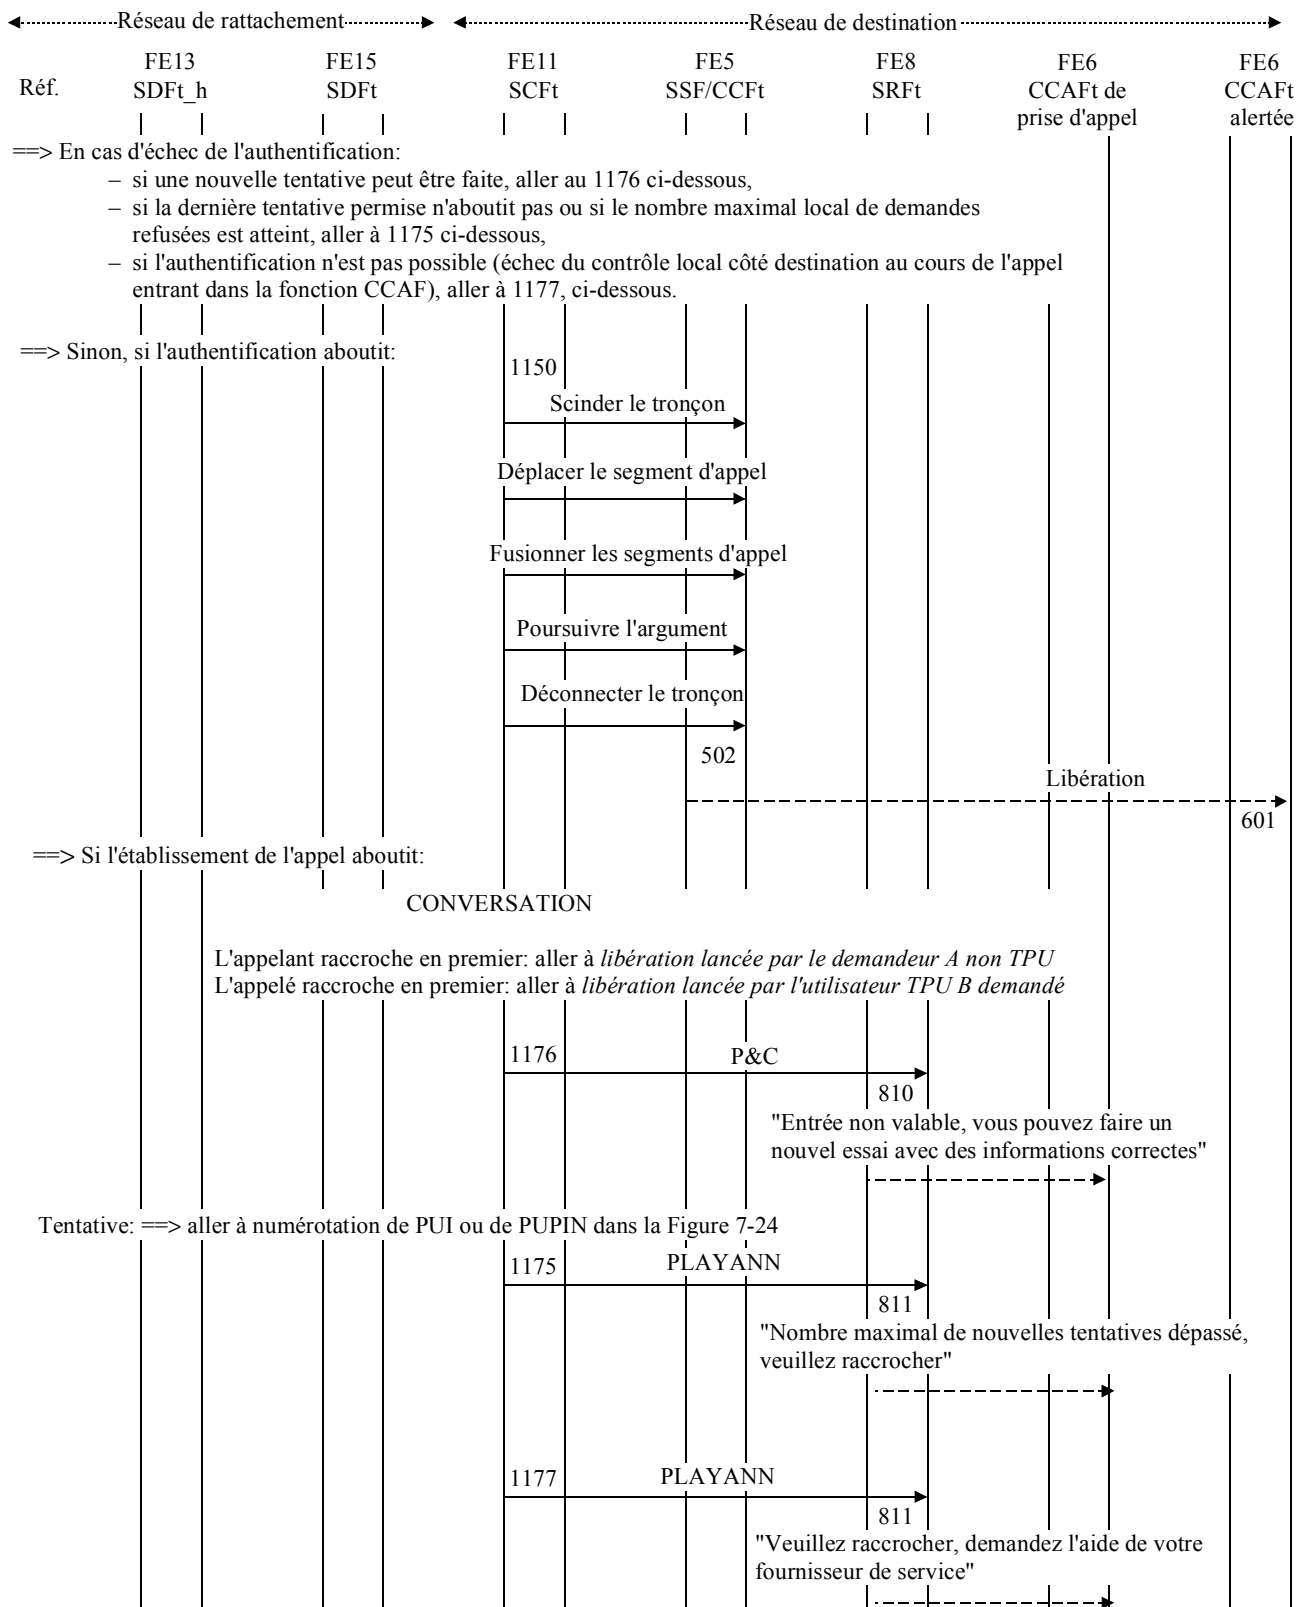 Réseau de rattachement
Réseau de destination
Réf.
FE13
SDFt_h
FE15
SDFt
FE11
SCFt
FE5
SSF/CCFt
FE8
SRFt
FE6
CCAFt de
prise d'appel
FE6
CCAFt
alertée
==> En cas d'échec de l'authentification:
– si une nouvelle tentative peut être faite, aller au 1176 ci-dessous,
– si la dernière tentative permise n'aboutit pas ou si le nombre maximal local de demandes
refusées est atteint, aller à 1175 ci-dessous,
– si l'authentification n'est pas possible (échec du contrôle local côté destination au cours de l'appel
entrant dans la fonction CCAF), aller à 1177, ci-dessous.
==> Sinon, si l'authentification aboutit:
1150
Scinder le tronçon
Déplacer le segment d'appel
Fusionner les segments d'appel
Poursuivre l'argument
Déconnecter le tronçon
502
Libération
601
==> Si l'établissement de l'appel aboutit:
CONVERSATION
L'appelant raccroche en premier: aller à libération lancée par le demandeur A non TPU
L'appelé raccroche en premier: aller à libération lancée par l'utilisateur TPU B demandé
1176
P&C
810
"Entrée non valable, vous pouvez faire un
nouvel essai avec des informations correctes"
Tentative: ==> aller à numérotation de PUI ou de PUPIN dans la Figure 7-24
1175
PLAYANN
811
"Nombre maximal de nouvelles tentatives dépassé,
veuillez raccrocher"
1177
PLAYANN
811
"Veuillez raccrocher, demandez l'aide de votre
fournisseur de service"